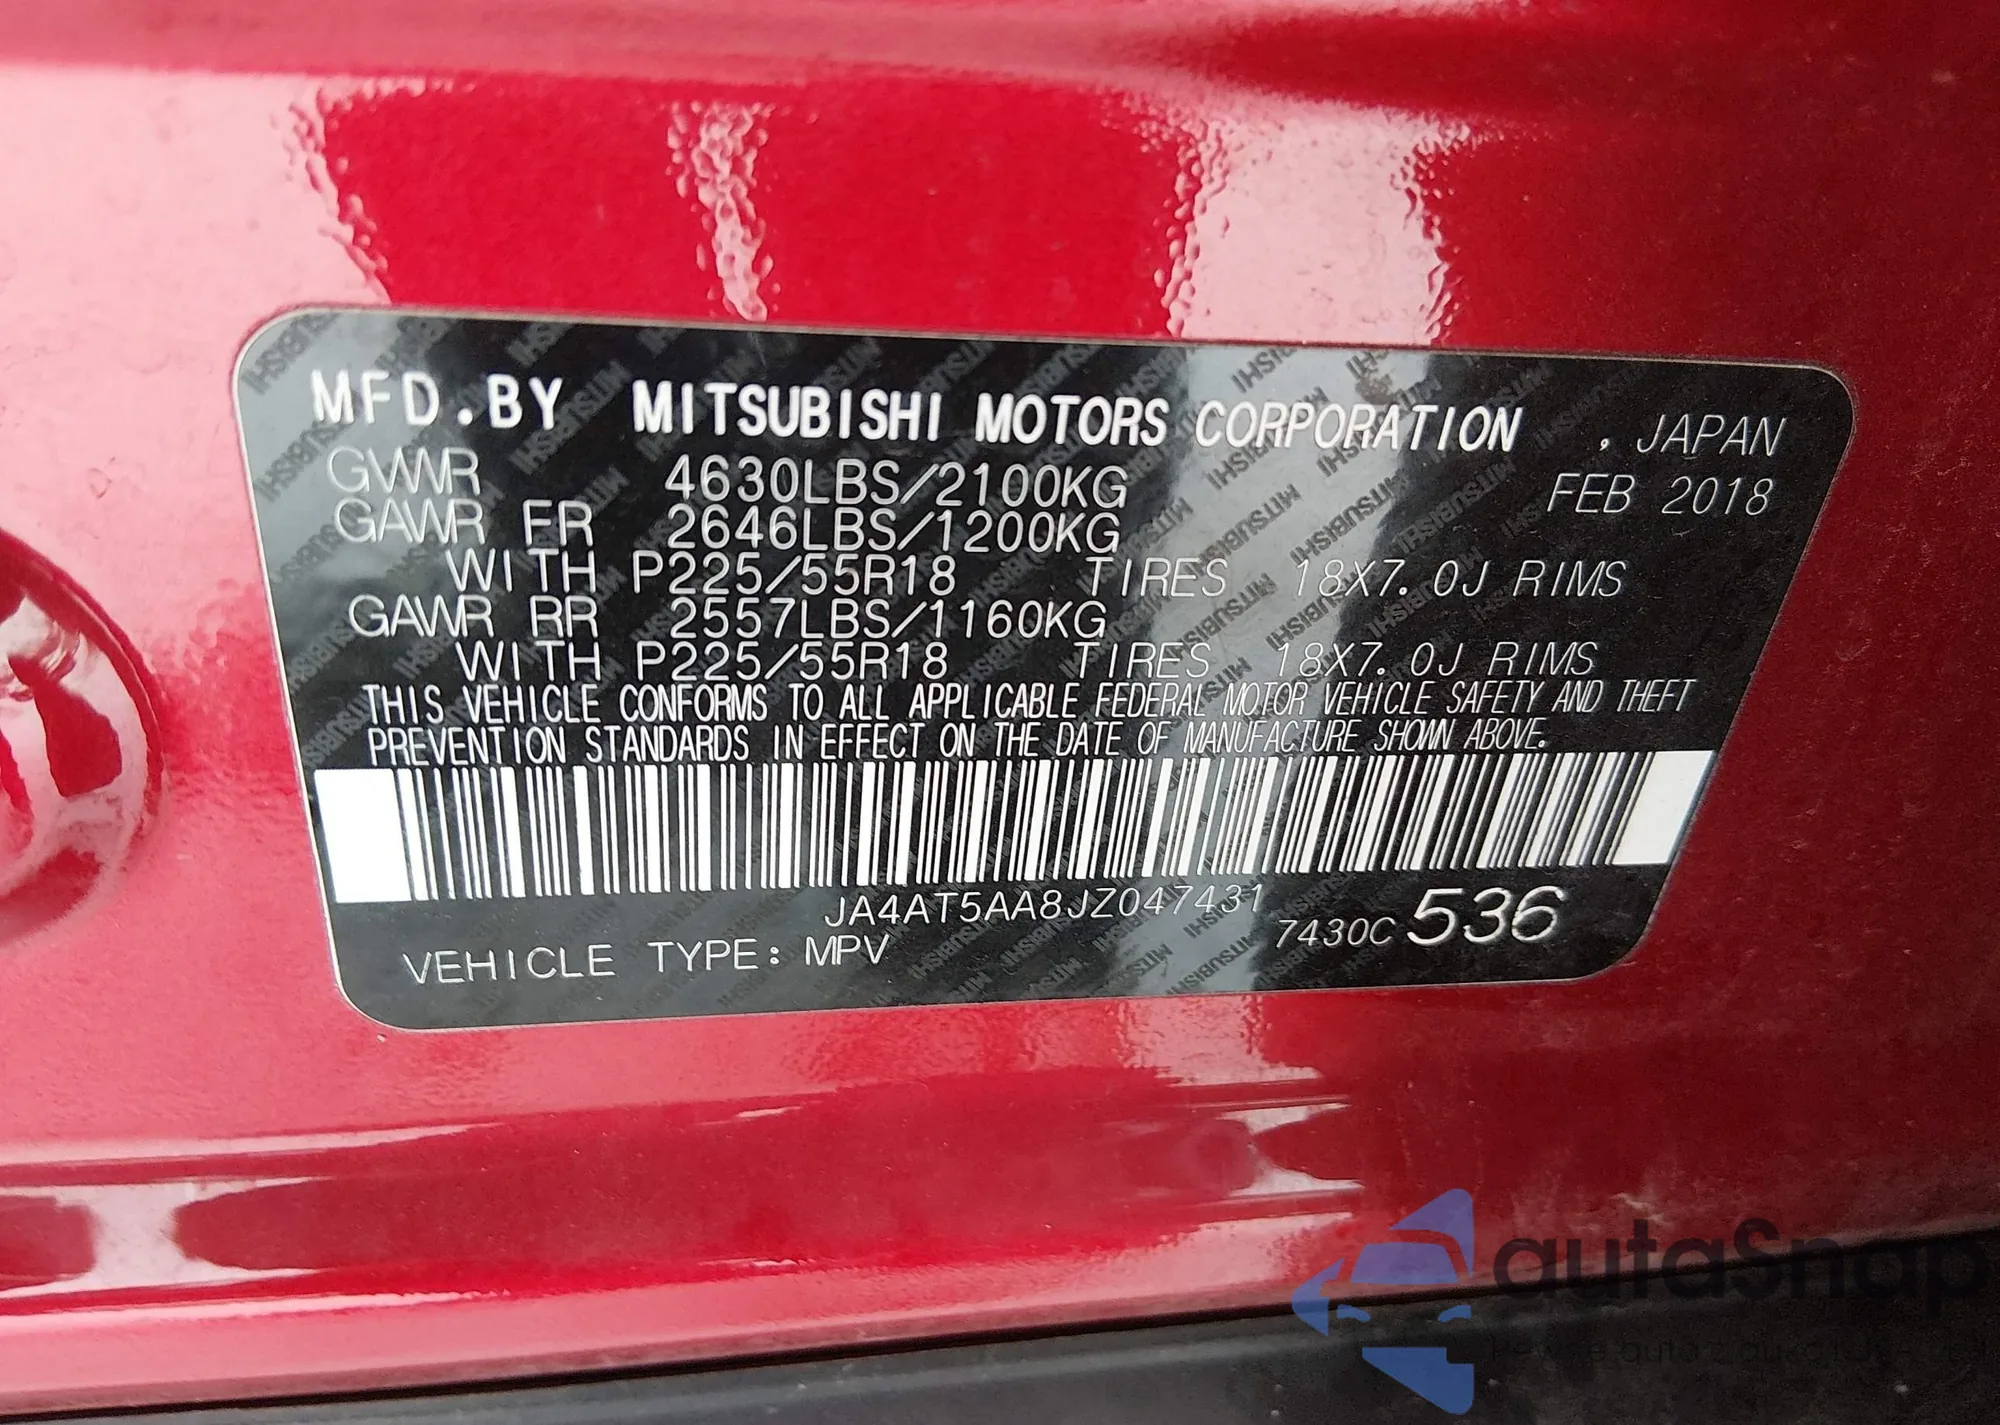 MFD.BY MITSUBISHI MOTORS CORPORATION , JAPAN
GVWR 4630LBS/2100KG FEB 2018
GAWR FR 2646LBS/1200KG
WITH P225/55R18 TIRES 18X7.0J RIMS
GAWR RR 2557LBS/1160KG
WITH P225/55R18 TIRES 18X7.0J RIMS
THIS VEHICLE CONFORMS TO ALL APPLICABLE FEDERAL MOTOR VEHICLE SAFETY AND THEFT
PREVENTION STANDARDS IN EFFECT ON THE DATE OF MANUFACTURE SHOWN ABOVE.
JA4AT5AA8JZ047431
7430C 536
VEHICLE TYPE: MPV
autaSnap